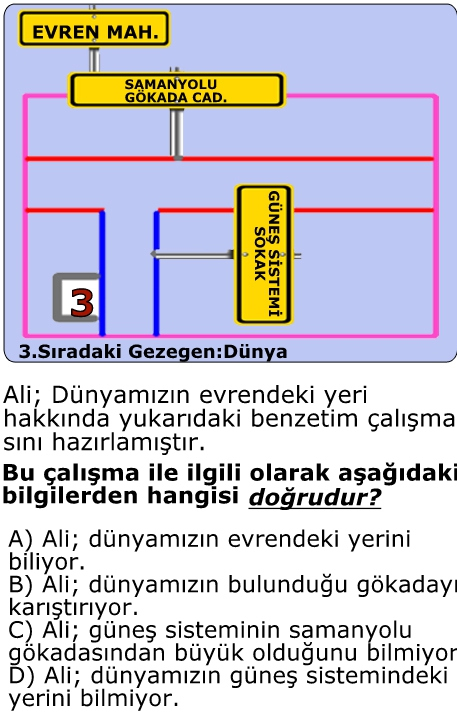 EVREN MAH.
SAMANYOLU
GÖKADA CAD.
GÜNEŞ SİSTEMİ
SOKAK
3
3.Sıradaki Gezegen:Dünya
Ali; Dünyamızın evrendeki yeri
hakkında yukarıdaki benzetim çalışma
sını hazırlamıştır.
Bu çalışma ile ilgili olarak aşağıdaki
bilgilerden hangisi doğrudur?
A) Ali; dünyamızın evrendeki yerini
biliyor.
B) Ali; dünyamızın bulunduğu gökadayı
karıştırıyor.
C) Ali; güneş sisteminin samanyolu
gökadasından büyük olduğunu bilmiyor
D) Ali; dünyamızın güneş sistemindeki
yerini bilmiyor.